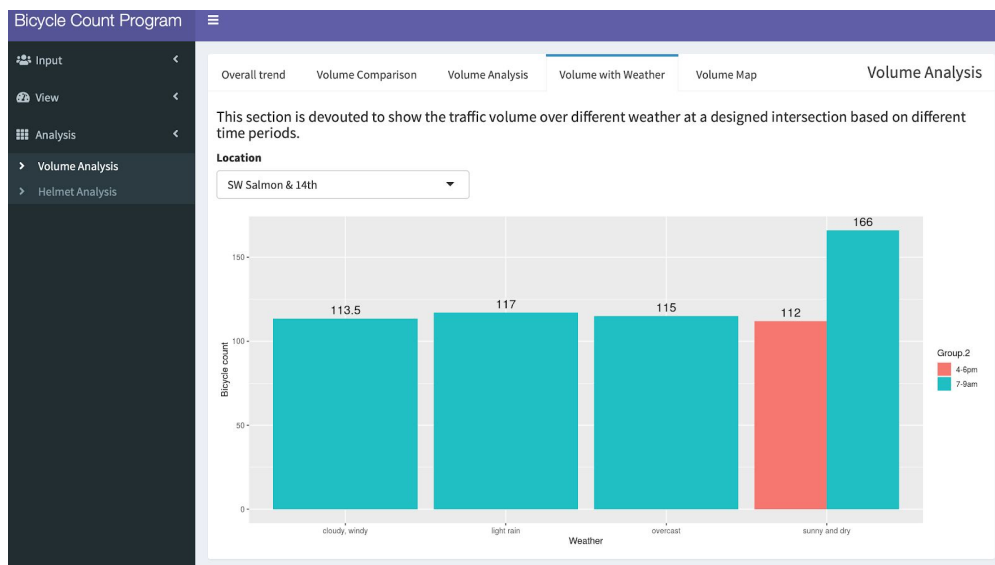 Bicycle Count Program
Input
View
Analysis
Volume Analysis
Helmet Analysis
Overall trend
Volume Comparison
Volume Analysis
Volume with Weather
Volume Map
Volume Analysis
This section is devouted to show the traffic volume over different weather at a designed intersection based on different
time periods.
Location
SW Salmon & 14th
166
150
113.5
117
115
112
100
50
0
Bicycle count
cloudy, windy
light rain
overcast
sunny and dry
Weather
Group.2
4-6pm
7-9am